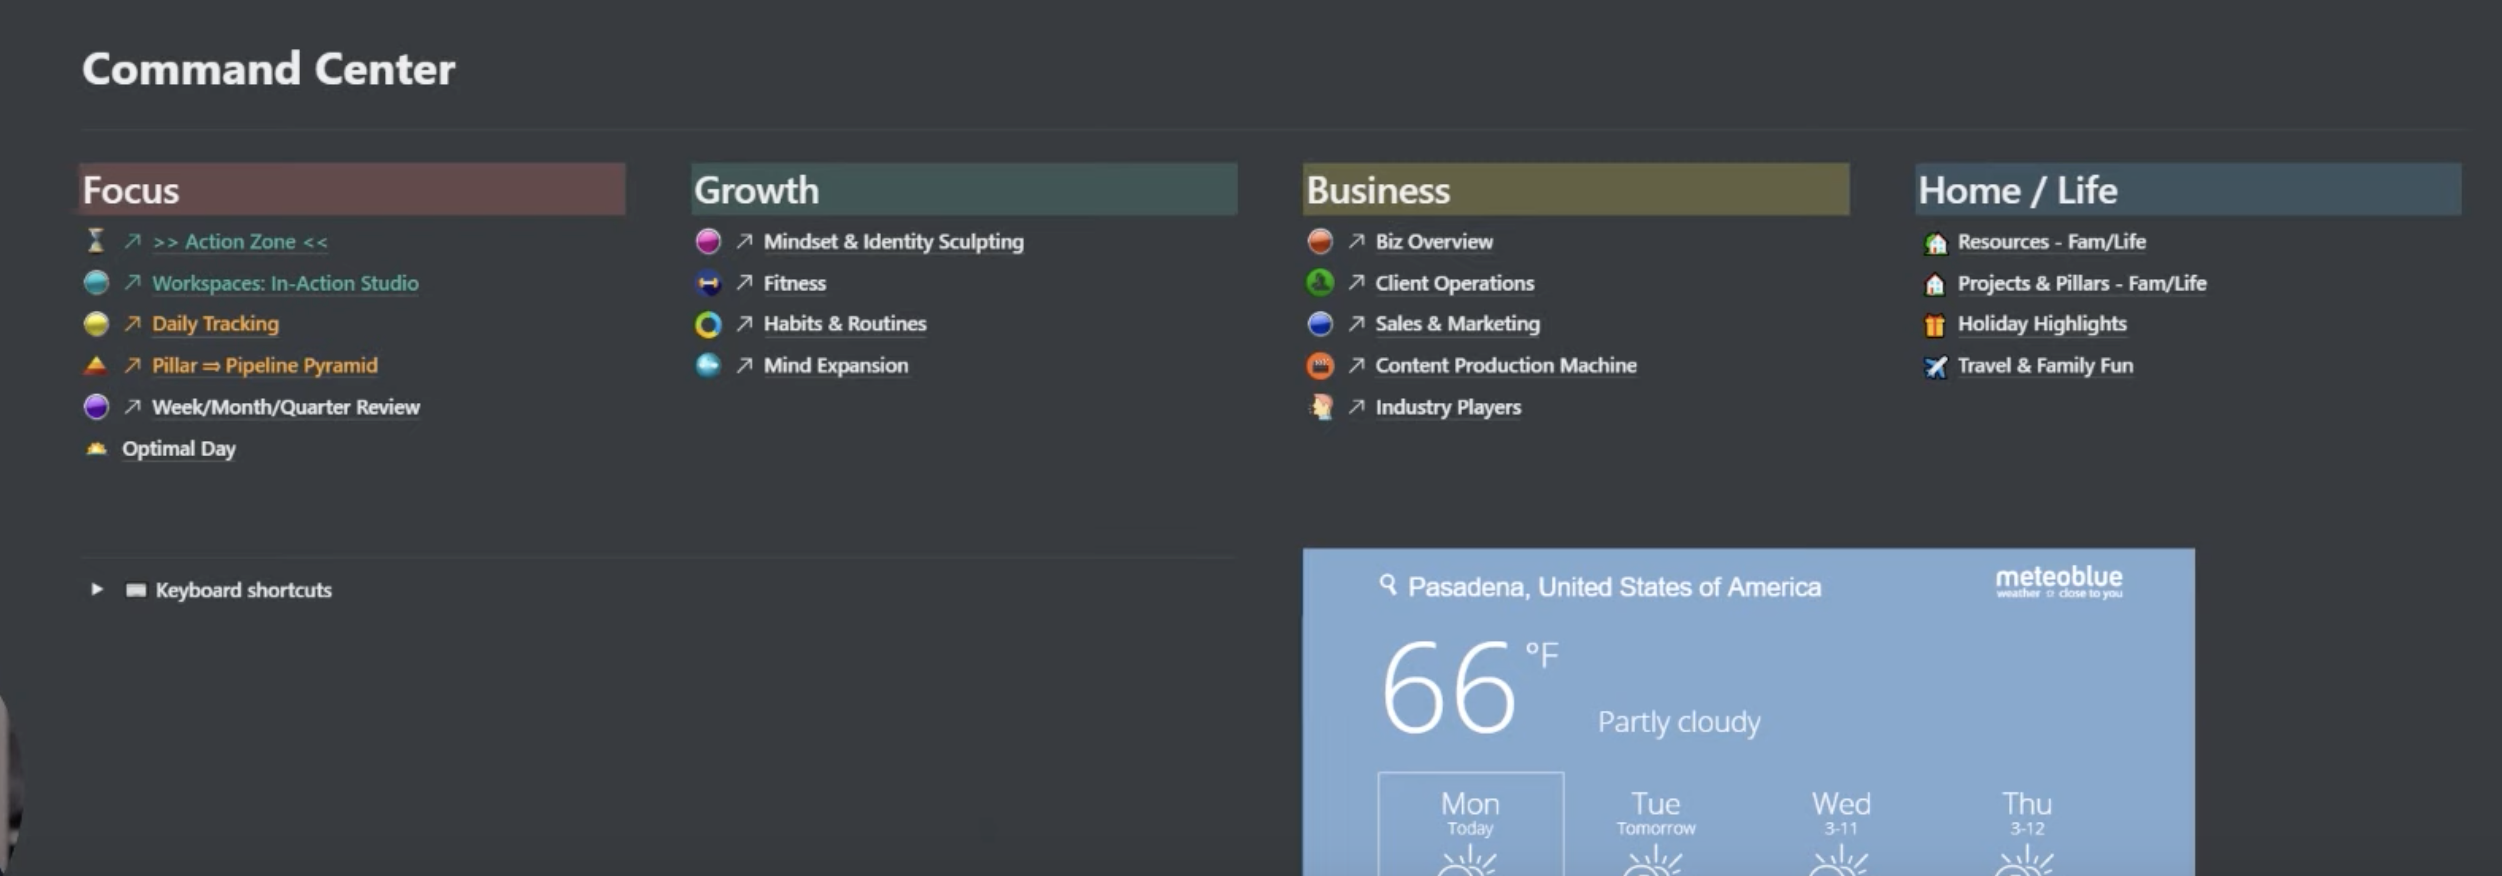 Command Center
Focus
↗ >> Action Zone <<
↗ Workspaces: In-Action Studio
↗ Daily Tracking
↗ Pillar ⇒ Pipeline Pyramid
↗ Week/Month/Quarter Review
Optimal Day
Growth
↗ Mindset & Identity Sculpting
↗ Fitness
↗ Habits & Routines
↗ Mind Expansion
Business
↗ Biz Overview
↗ Client Operations
↗ Sales & Marketing
↗ Content Production Machine
↗ Industry Players
Home / Life
Resources - Fam/Life
Projects & Pillars - Fam/Life
Holiday Highlights
Travel & Family Fun
Keyboard shortcuts
Pasadena, United States of America
meteoblue
weather close to you
66 °F
Partly cloudy
Mon
Today
Tue
Tomorrow
Wed
3-11
Thu
3-12